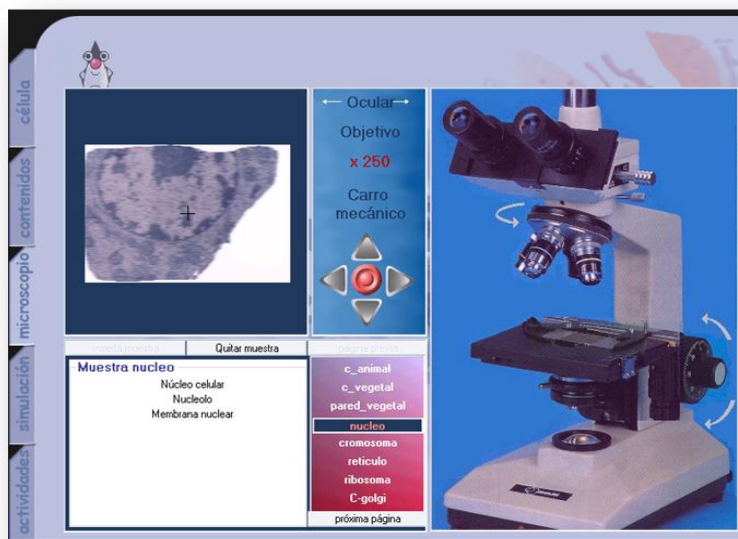 célula
contenidos
microscopio
simulación
actividades
Ocular
Objetivo
x 250
Carro
mecánico
Quitar muestra
Muestra nucleo
Núcleo celular
Nucleolo
Membrana nuclear
c_animal
c_vegetal
pared_vegetal
nucleo
cromosoma
reticulo
ribosoma
C-golgi
próxima página